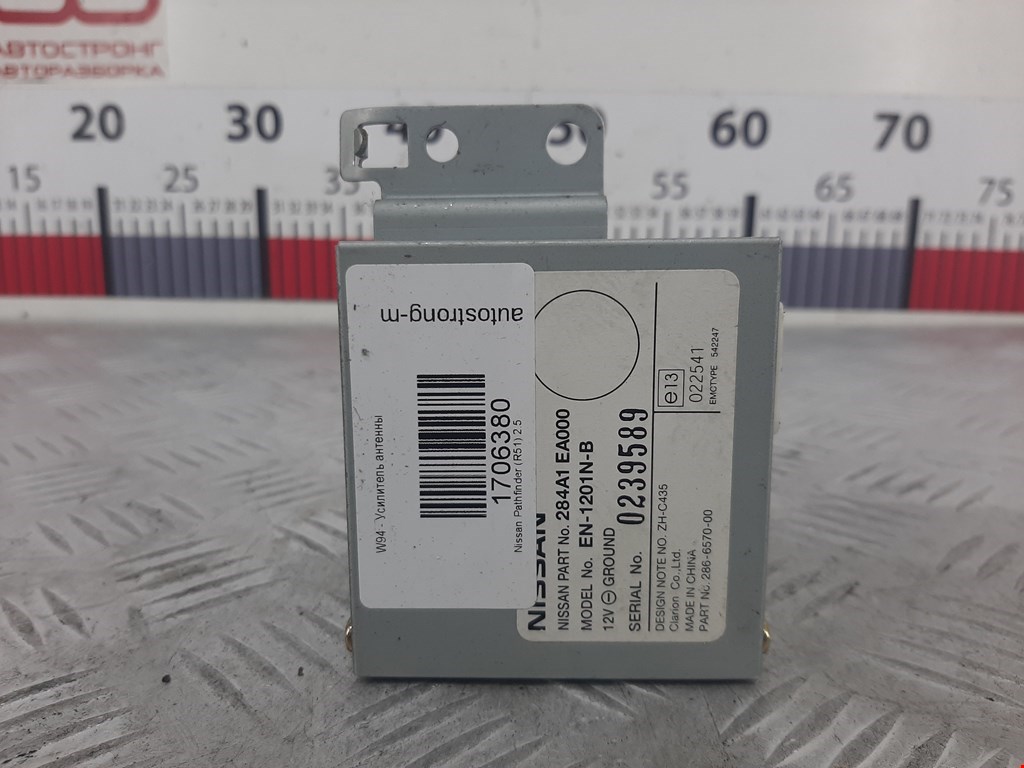 АВТОСТРОНГ
АВТОРАЗБОРКА
20 30 50 60 70
15 25 35 55 65 75
autostrong-m
W94 - Усилитель антенны
1706380
Nissan Pathfinder (R51) 2.5
NISSAN
NISSAN PART No. 284A1 EA000
MODEL No. EN-1201N-B
12V ⊖ GROUND
SERIAL No. 0239589
DESIGN NOTE NO. ZH-C435
Clarion Co.,Ltd.
MADE IN CHINA
PART No. 286-6570-00
e13
022541
EMCTYPE 542247